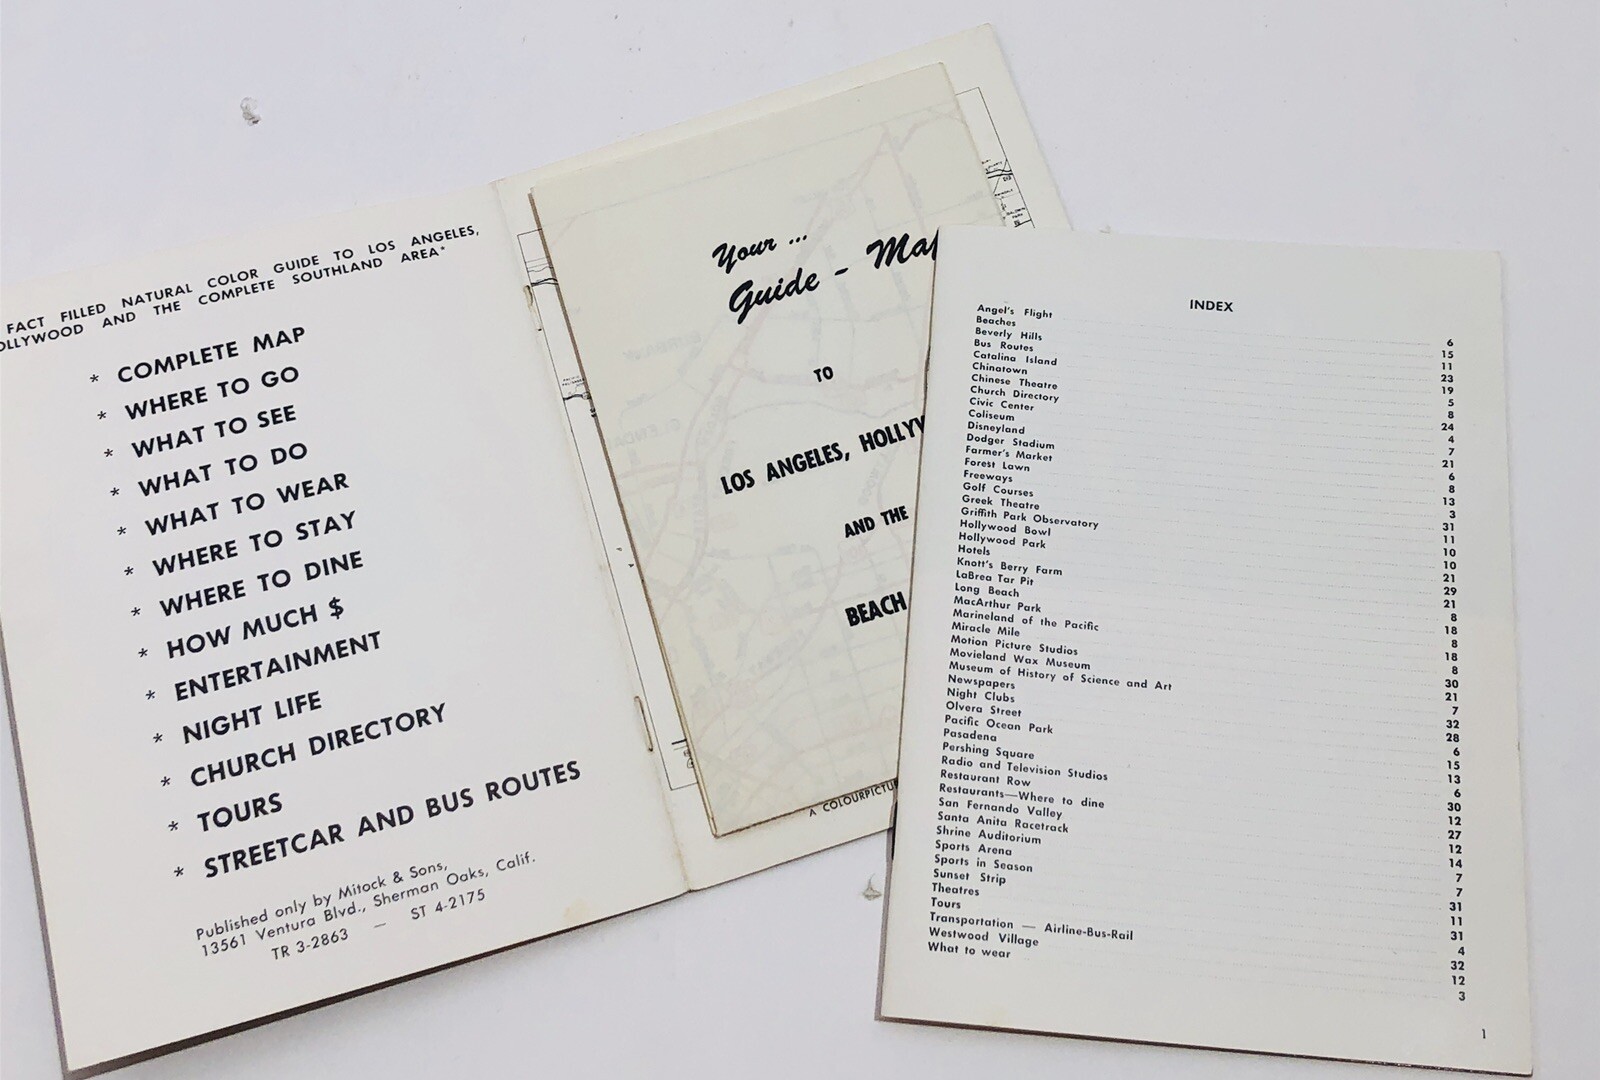 FACT FILLED NATURAL COLOR GUIDE TO LOS ANGELES,
OLLYWOOD AND THE COMPLETE SOUTHLAND AREA"
* COMPLETE MAP
* WHERE TO GO
* WHAT TO SEE
* WHAT TO DO
* WHAT TO WEAR
* WHERE TO STAY
* WHERE TO DINE
* HOW MUCH $
* ENTERTAINMENT
* NIGHT LIFE
* CHURCH DIRECTORY
* TOURS
* STREETCAR AND BUS ROUTES
Published only by Mitock & Sons,
13561 Ventura Blvd., Sherman Oaks, Calif.
TR 3-2863 — ST 4-2175
Your ...
Guide - Map
TO
LOS ANGELES, HOLLYW
AND THE
BEACH
A COLOURPICTU
INDEX
Angel's Flight 6
Beaches 15
Beverly Hills 11
Bus Routes 23
Catalina Island 19
Chinatown 5
Chinese Theatre 8
Church Directory 24
Civic Center 4
Coliseum 7
Disneyland 21
Dodger Stadium 6
Farmer's Market 8
Forest Lawn 13
Freeways 3
Golf Courses 31
Greek Theatre 11
Griffith Park Observatory 10
Hollywood Bowl 10
Hollywood Park 21
Hotels 29
Knott's Berry Farm 21
LaBrea Tar Pit 8
Long Beach 18
MacArthur Park 8
Marineland of the Pacific 18
Miracle Mile 8
Motion Picture Studios 30
Movieland Wax Museum 21
Museum of History of Science and Art 7
Newspapers 32
Night Clubs 28
Olvera Street 6
Pacific Ocean Park 15
Pasadena 13
Pershing Square 6
Radio and Television Studios 30
Restaurant Row 12
Restaurants—Where to dine 27
San Fernando Valley 12
Santa Anita Racetrack 14
Shrine Auditorium 7
Sports Arena 7
Sports in Season 31
Sunset Strip 11
Theatres 31
Tours 4
Transportation — Airline-Bus-Rail 32
Westwood Village 12
What to wear 3
1